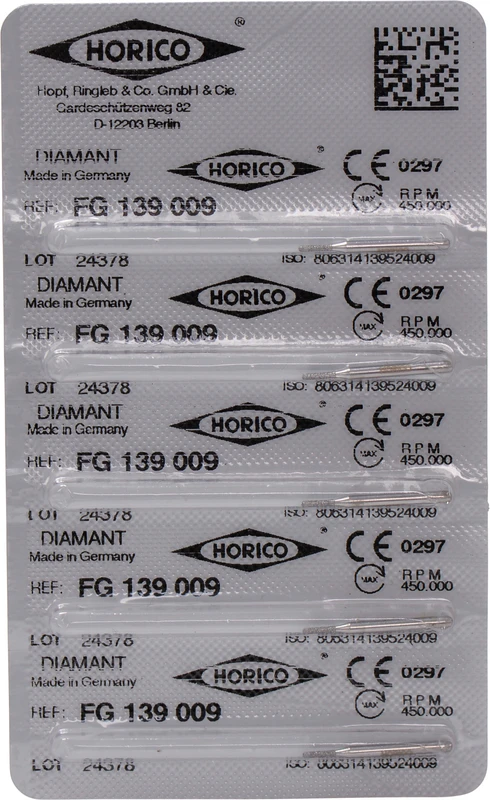 HORICO ®
Hopf, Ringleb & Co. GmbH & Cie.
Gardeschützenweg 82
D-12203 Berlin
DIAMANT HORICO ® CE 0297
Made in Germany
REF: FG 139 009 MAX RPM 450.000
LOT 24378 ISO: 806314139524009
DIAMANT HORICO ® CE 0297
Made in Germany
REF: FG 139 009 MAX RPM 450.000
LOT 24378 ISO: 806314139524009
DIAMANT HORICO ® CE 0297
Made in Germany
REF: FG 139 009 MAX RPM 450.000
LOT 24378 ISO: 806314139524009
DIAMANT HORICO ® CE 0297
Made in Germany
REF: FG 139 009 MAX RPM 450.000
LOT 24378 ISO: 806314139524009
DIAMANT HORICO ® CE 0297
Made in Germany
REF: FG 139 009 MAX RPM 450.000
LOT 24378 ISO: 806314139524009